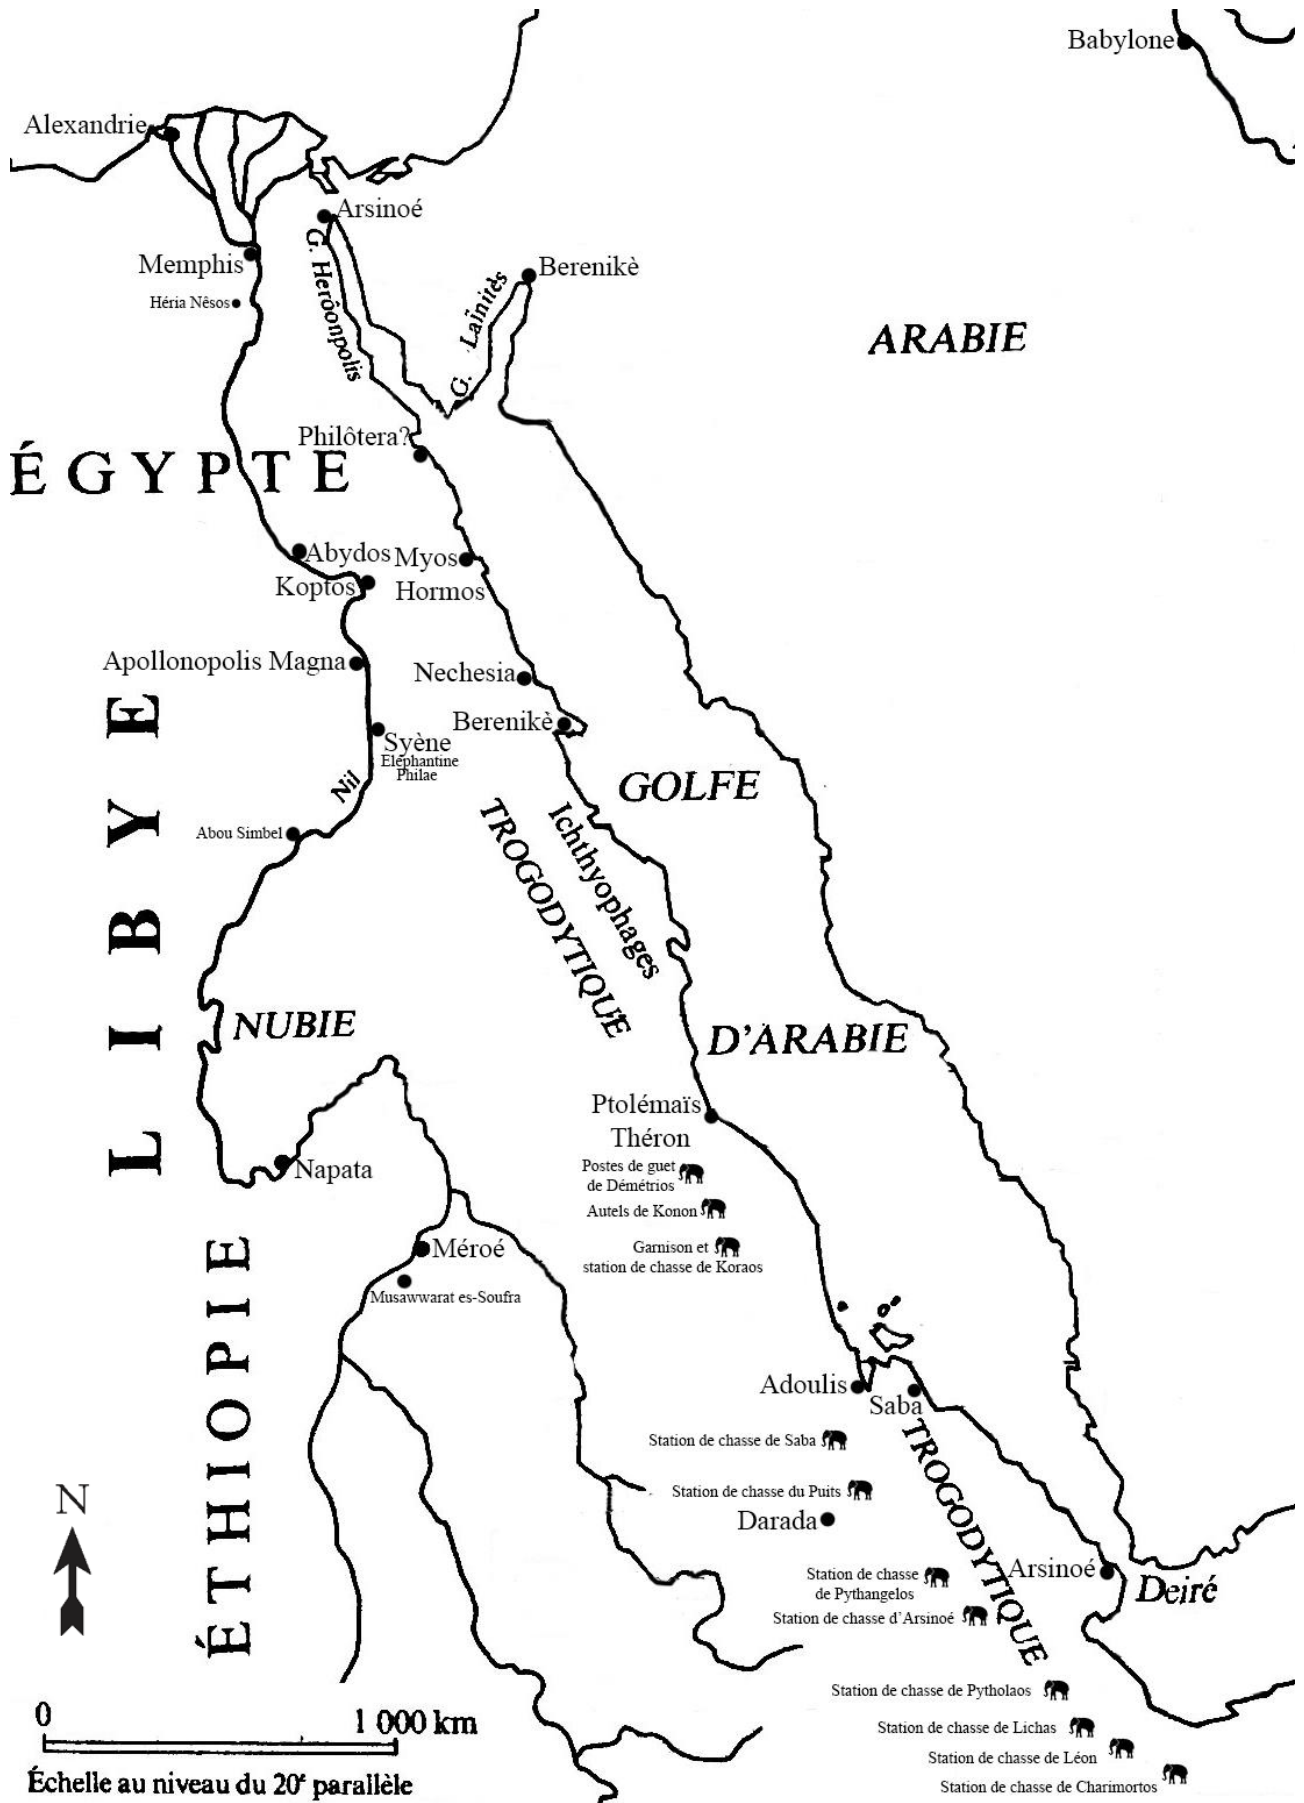 Babylone
Alexandrie
Arsinoé
Memphis
Berenikè
Héria Nêsos
G. Herôonpolis
G. Laïnitès
ARABIE
Philôtera?
ÉGYPTE
Abydos
Myos
Hormos
Koptos
Apollonopolis Magna
Nechesia
LIBYE
Berenikè
Syène
Elephantine
Philae
Nil
GOLFE
Abou Simbel
TROGODYTIQUE
Ichthyophages
NUBIE
D'ARABIE
Ptolémaïs
Théron
Postes de guet
de Démétrios
Napata
Autels de Konon
Méroé
Garnison et
station de chasse de Koraos
ÉTHIOPIE
Musawwarat es-Soufra
Adoulis
Saba
Station de chasse de Saba
TROGODYTIQUE
Station de chasse du Puits
N
Darada
Station de chasse
de Pythangelos
Arsinoé
Deiré
Station de chasse d'Arsinoé
Station de chasse de Pytholaos
0
1 000 km
Station de chasse de Lichas
Station de chasse de Léon
Échelle au niveau du 20e parallèle
Station de chasse de Charimortos